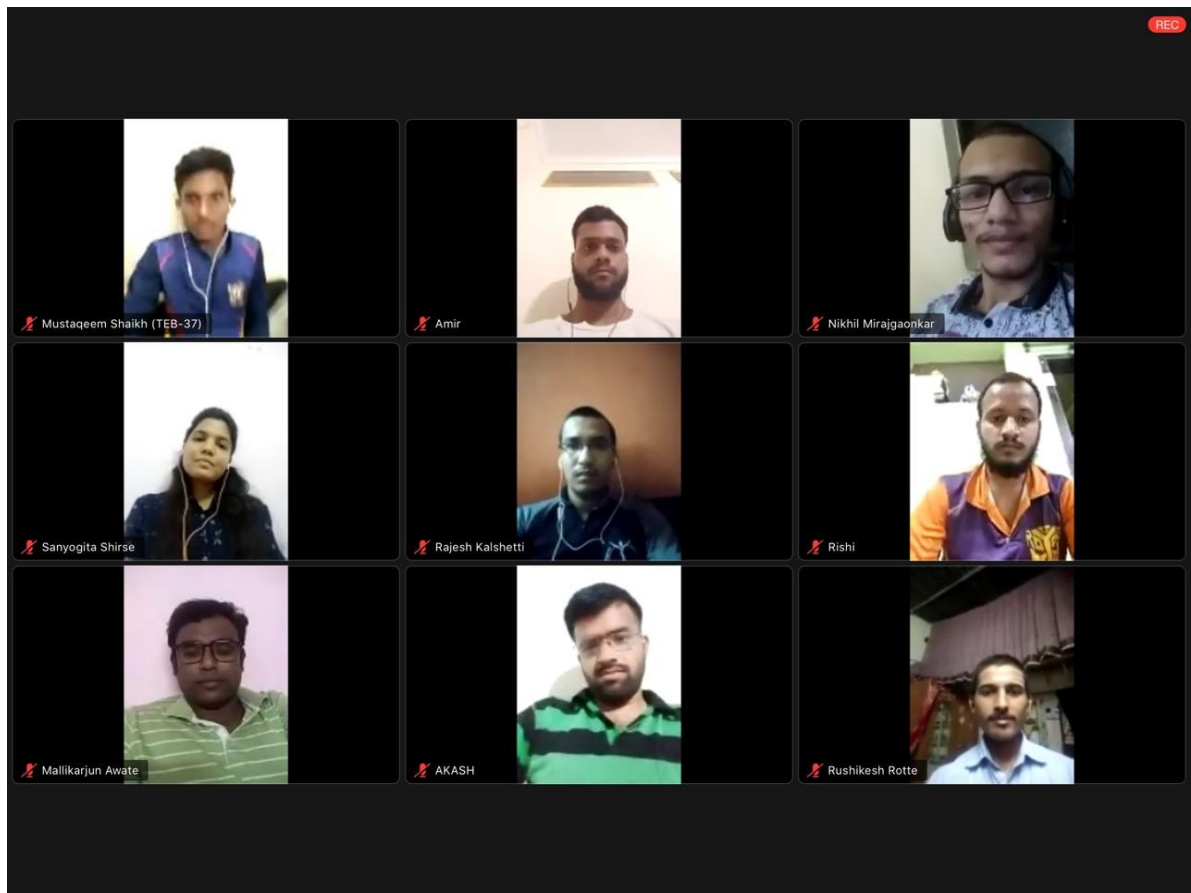 REC
Mustaqeem Shaikh (TEB-37)
Amir
Nikhil Mirajgaonkar
Sanyogita Shirse
Rajesh Kalshetti
Rishi
Mallikarjun Awate
AKASH
Rushikesh Rotte